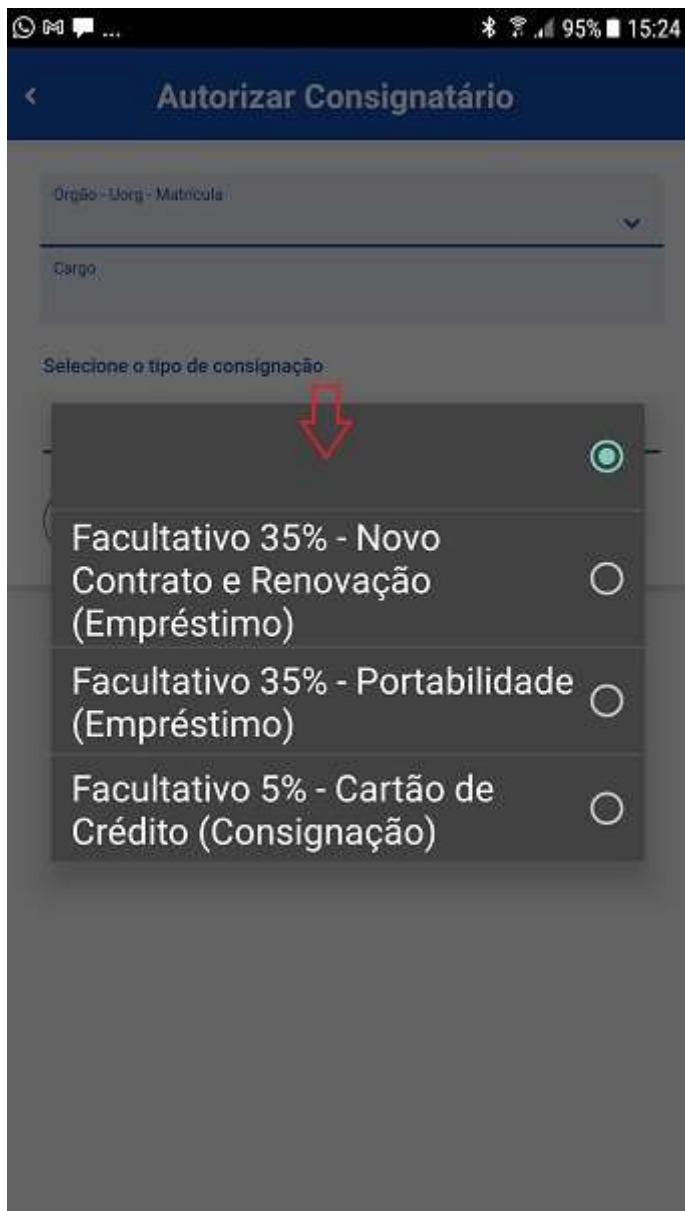 ... 95% 15:24
Autorizar Consignatário
Orgão - Uorg - Matricula
Cargo
Selecione o tipo de consignação
Facultativo 35% - Novo
Contrato e Renovação
(Empréstimo)
Facultativo 35% - Portabilidade
(Empréstimo)
Facultativo 5% - Cartão de
Crédito (Consignação)